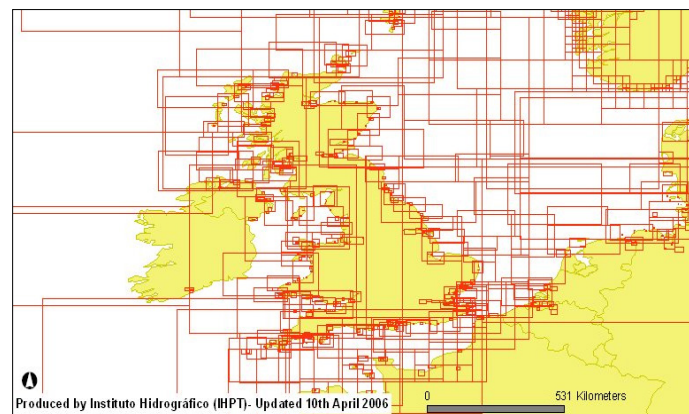 Produced by Instituto Hidrográfico (IHPT)- Updated 10th April 2006
0 531 Kilometers